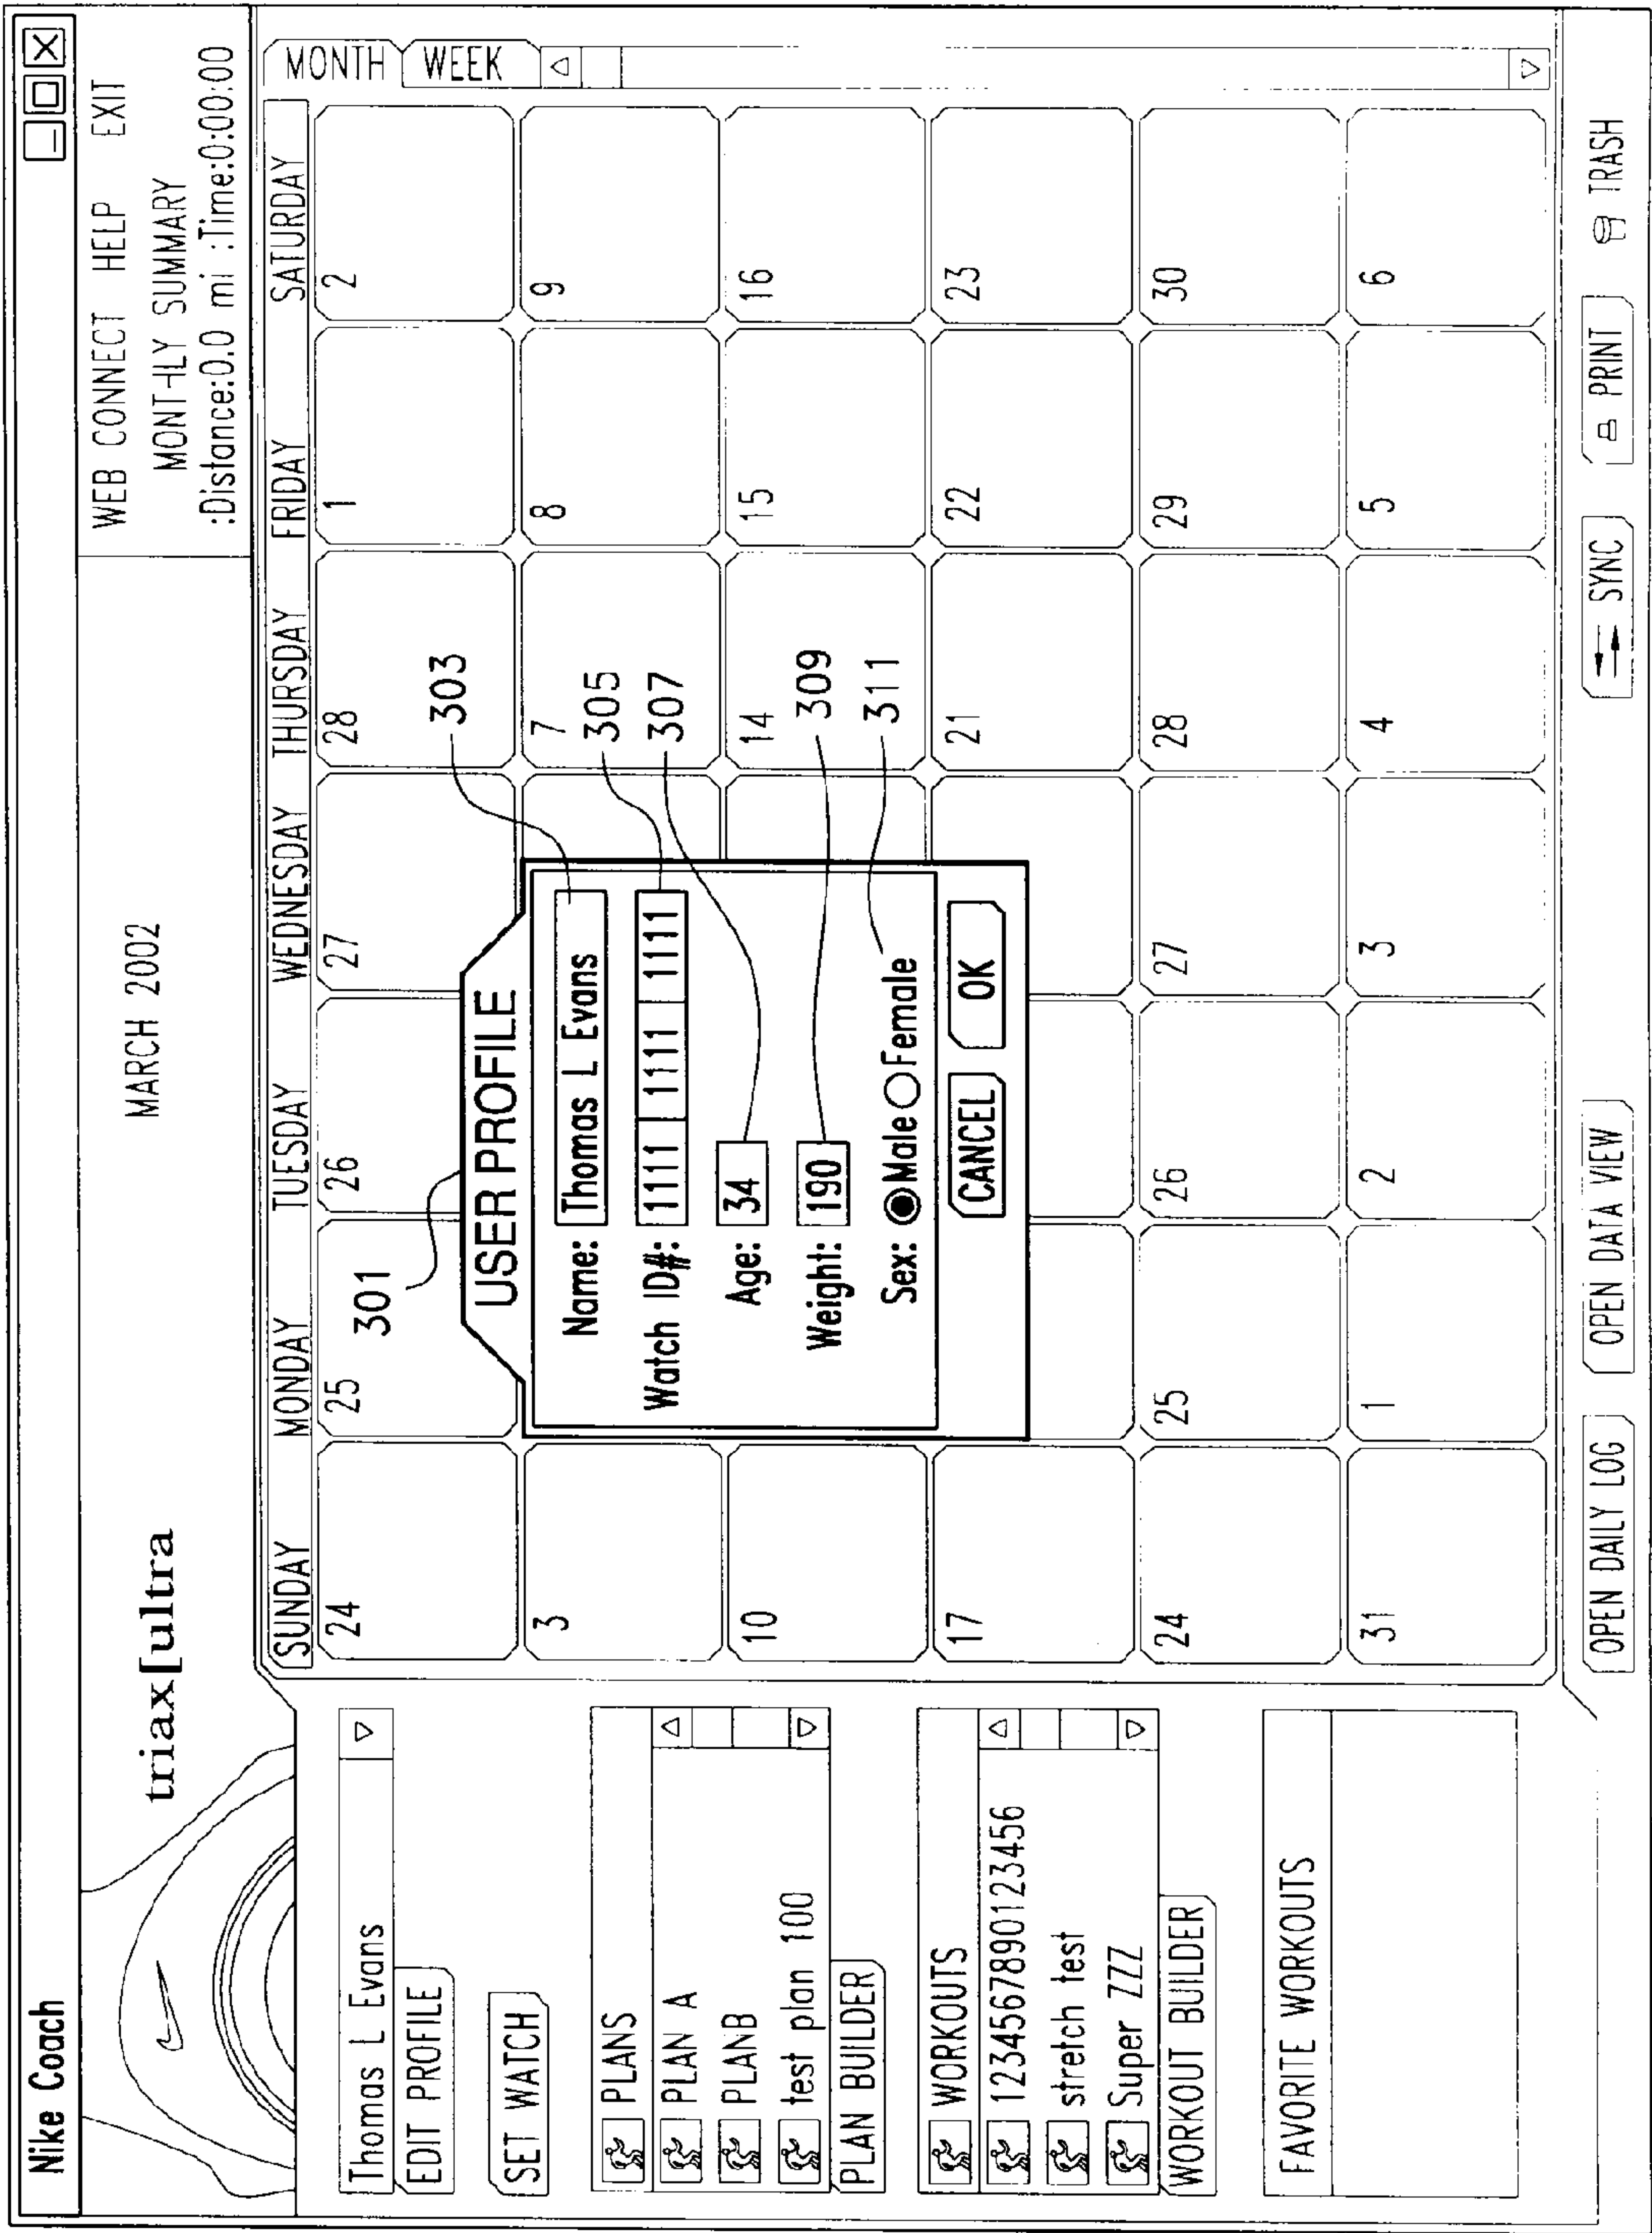 Nike Coach
triax[ultra
MARCH 2002
WEB CONNECT HELP EXIT
MONTHLY SUMMARY
:Distance:0.0 mi :Time:0:00:00
Thomas L Evans
EDIT PROFILE
SET WATCH
PLANS
PLAN A
PLANB
test plan 100
PLAN BUILDER
WORKOUTS
1234567890123456
stretch test
Super ZZZ
WORKOUT BUILDER
FAVORITE WORKOUTS
SUNDAY MONDAY TUESDAY WEDNESDAY THURSDAY FRIDAY SATURDAY
MONTH
WEEK
24 25 26 27 28 1 2
301
303
3 7 8 9
USER PROFILE
Name: Thomas L Evans
305
Watch ID#: 1111 1111 1111
307
10 14 15 16
Age: 34
309
Weight: 190
311
Sex: Male Female
17 21 22 23
CANCEL OK
24 25 26 27 28 29 30
31 1 2 3 4 5 6
OPEN DAILY LOG OPEN DATA VIEW SYNC PRINT TRASH